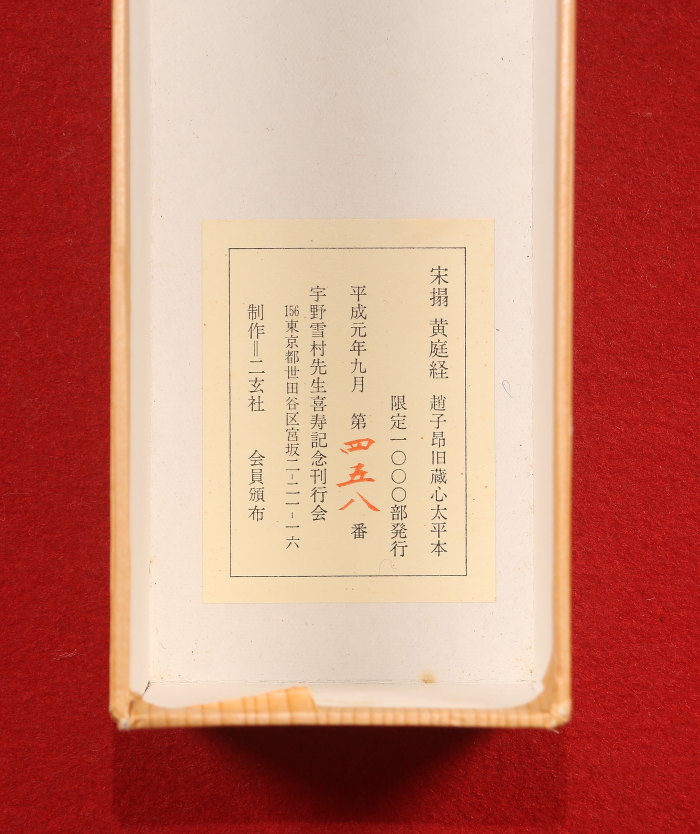 宋搨 黄庭経 趙子昂旧蔵心太平本
限定一〇〇〇部発行
平成元年九月 第四五八番
宇野雪村先生喜寿記念刊行会
156東京都世田谷区宮坂二-二一-一六
制作＝二玄社 会員頒布